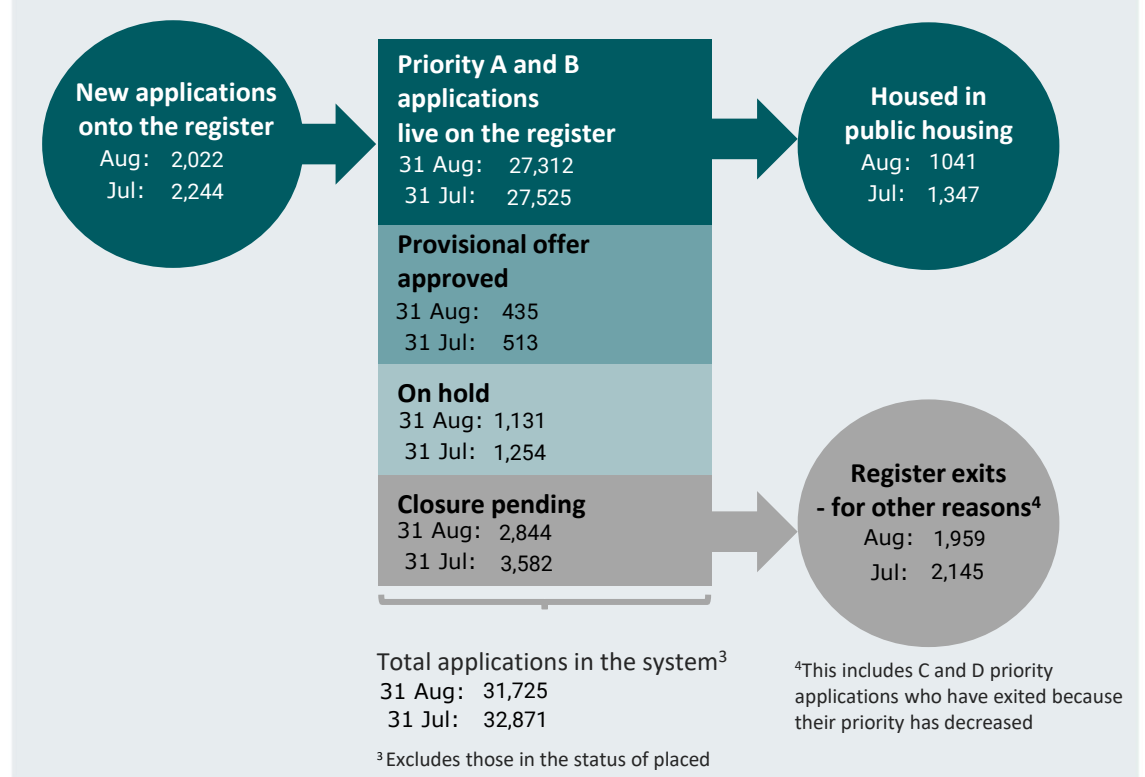 New applications
onto the register
Aug: 2,022
Jul: 2,244
Priority A and B
applications
live on the register
31 Aug: 27,312
31 Jul: 27,525
Housed in
public housing
Aug: 1041
Jul: 1,347
Provisional offer
approved
31 Aug: 435
31 Jul: 513
On hold
31 Aug: 1,131
31 Jul: 1,254
Closure pending
31 Aug: 2,844
31 Jul: 3,582
Register exits
- for other reasons⁴
Aug: 1,959
Jul: 2,145
Total applications in the system³
31 Aug: 31,725
31 Jul: 32,871
³ Excludes those in the status of placed
⁴This includes C and D priority
applications who have exited because
their priority has decreased